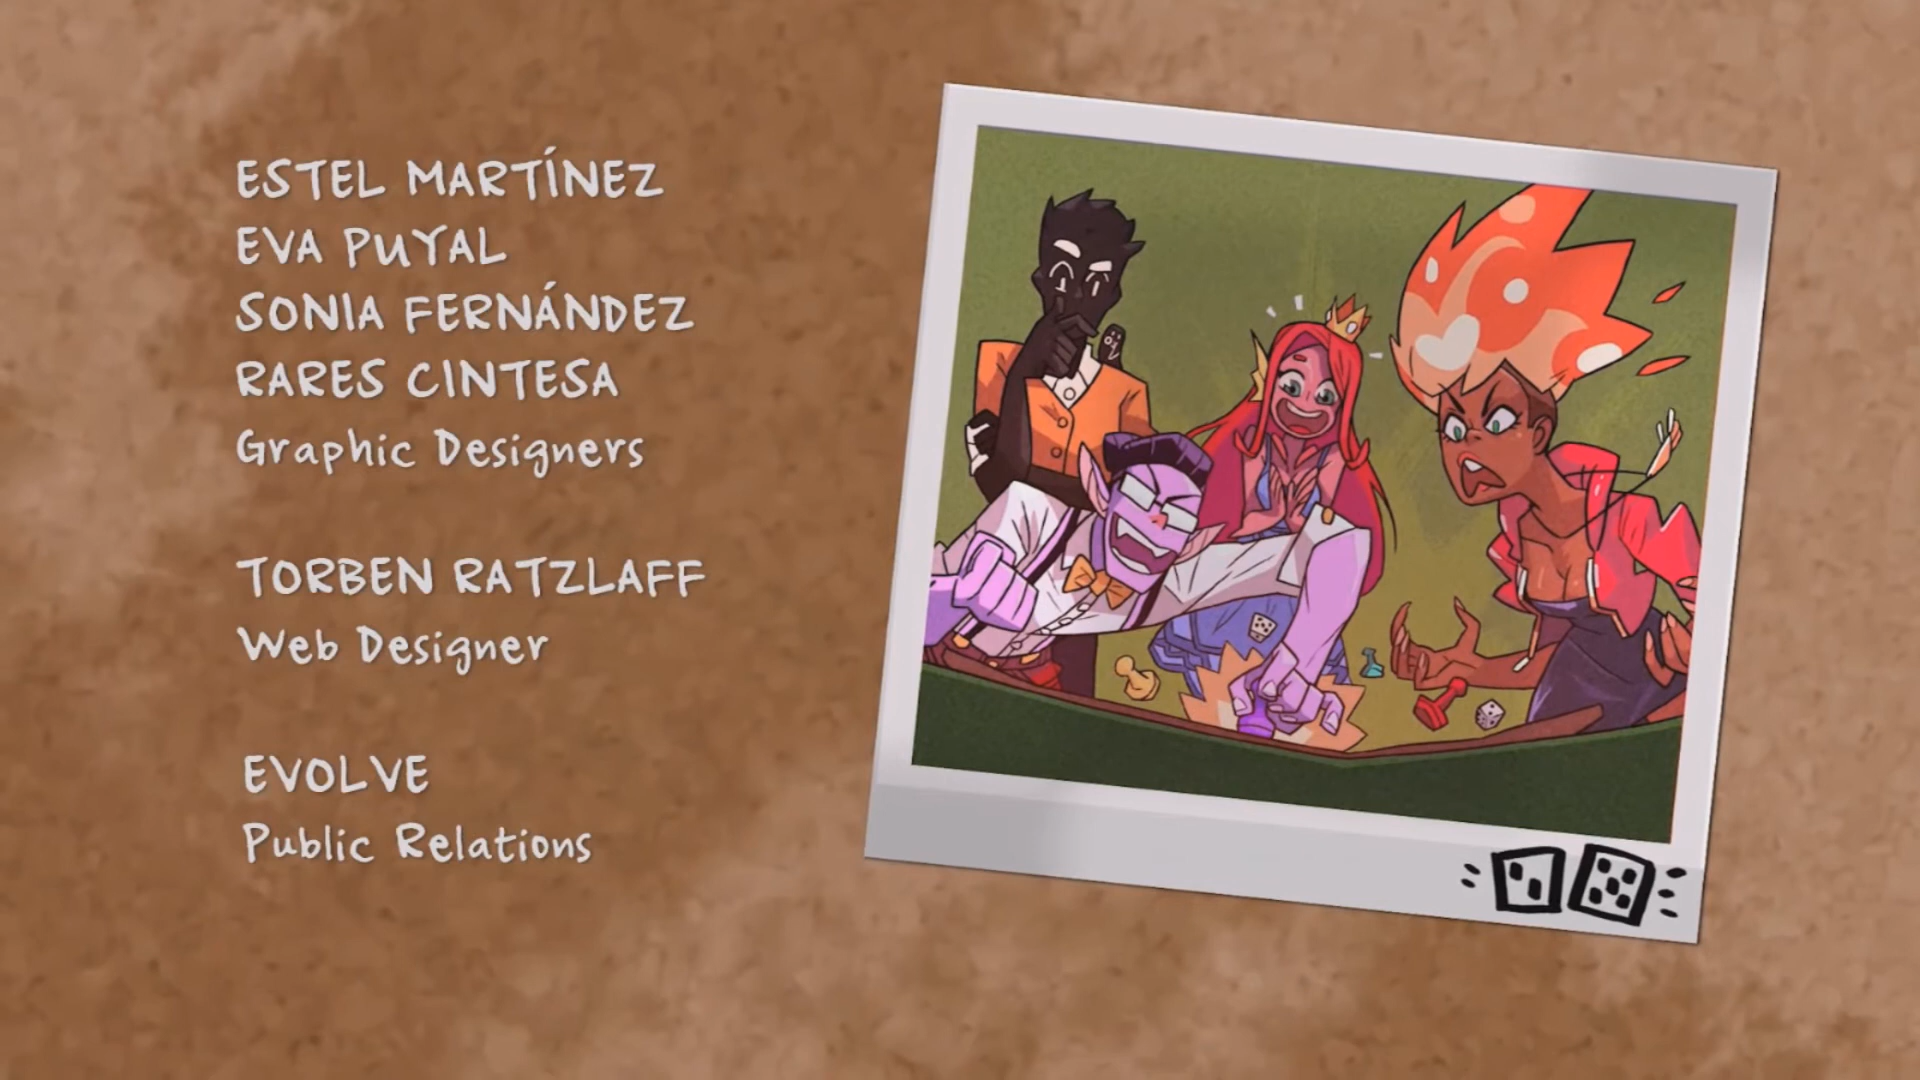 ESTEL MARTÍNEZ
EVA PUYAL
SONIA FERNÁNDEZ
RARES CINTESA
Graphic Designers
TORBEN RATZLAFF
Web Designer
EVOLVE
Public Relations